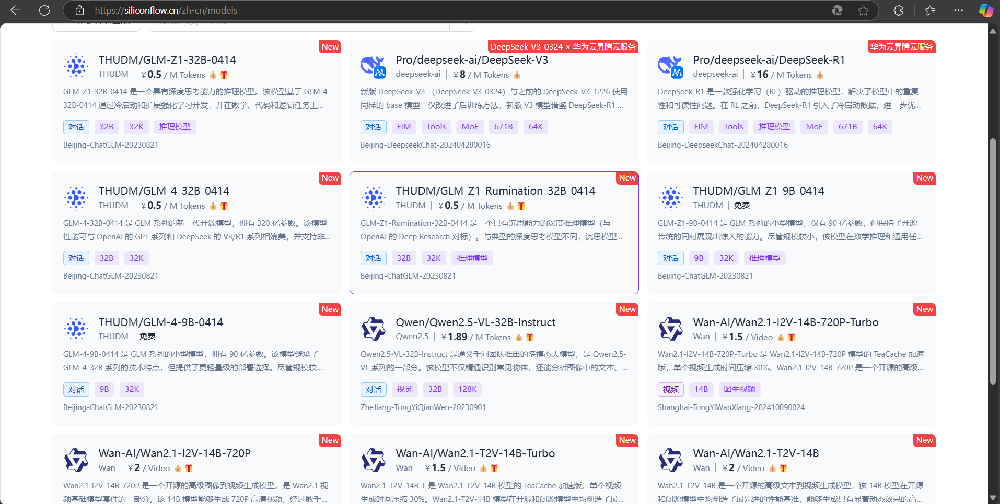 https://siliconflow.cn/zh-cn/models
New
THUDM/GLM-Z1-32B-0414
THUDM | ¥ 0.5 / M Tokens
GLM-Z1-32B-0414 是一个具有深度思考能力的推理模型。该模型基于 GLM-4-
32B-0414 通过冷启动和扩展强化学习开发，并在数学、代码和逻辑任务上...
对话 32B 32K 推理模型
Beijing-ChatGLM-20230821
DeepSeek-V3-0324 × 华为云昇腾云服务
Pro/deepseek-ai/DeepSeek-V3
deepseek-ai | ¥ 8 / M Tokens
新版 DeepSeek-V3 （DeepSeek-V3-0324）与之前的 DeepSeek-V3-1226 使用
同样的 base 模型，仅改进了后训练方法。新版 V3 模型借鉴 DeepSeek-R1 ...
对话 FIM Tools MoE 671B 64K
Beijing-DeepseekChat-202404280016
华为云昇腾云服务
Pro/deepseek-ai/DeepSeek-R1
deepseek-ai | ¥ 16 / M Tokens
DeepSeek-R1 是一款强化学习（RL）驱动的推理模型，解决了模型中的重复
性和可读性问题。在 RL 之前，DeepSeek-R1 引入了冷启动数据，进一步优...
对话 FIM Tools 推理模型 MoE 671B 64K
Beijing-DeepseekChat-202404280016
New
THUDM/GLM-4-32B-0414
THUDM | ¥ 0.5 / M Tokens
GLM-4-32B-0414 是 GLM 系列的新一代开源模型，拥有 320 亿参数。该模型
性能可与 OpenAI 的 GPT 系列和 DeepSeek 的 V3/R1 系列相媲美，并支持非...
对话 32B 32K
Beijing-ChatGLM-20230821
New
THUDM/GLM-Z1-Rumination-32B-0414
THUDM | ¥ 0.5 / M Tokens
GLM-Z1-Rumination-32B-0414 是一个具有沉思能力的深度推理模型（与
OpenAI 的 Deep Research 对标）。与典型的深度思考模型不同，沉思模型...
对话 32B 32K 推理模型
Beijing-ChatGLM-20230821
New
THUDM/GLM-Z1-9B-0414
THUDM | 免费
GLM-Z1-9B-0414 是 GLM 系列的小型模型，仅有 90 亿参数，但保持了开源
传统的同时展现出惊人的能力。尽管规模较小，该模型在数学推理和通用任...
对话 9B 32K 推理模型
Beijing-ChatGLM-20230821
New
THUDM/GLM-4-9B-0414
THUDM | 免费
GLM-4-9B-0414 是 GLM 系列的小型模型，拥有 90 亿参数。该模型继承了
GLM-4-32B 系列的技术特点，但提供了更轻量级的部署选择。尽管规模较...
对话 9B 32K
Beijing-ChatGLM-20230821
New
Qwen/Qwen2.5-VL-32B-Instruct
Qwen2.5 | ¥ 1.89 / M Tokens
Qwen2.5-VL-32B-Instruct 是通义千问团队推出的多模态大模型，是 Qwen2.5-
VL 系列的一部分。该模型不仅精通识别常见物体，还能分析图像中的文本、...
对话 视觉 32B 128K
ZheJiang-TongYiQianWen-20230901
New
Wan-AI/Wan2.1-I2V-14B-720P-Turbo
Wan | ¥ 1.5 / Video
Wan2.1-I2V-14B-720P-Turbo 是 Wan2.1-I2V-14B-720P 模型的 TeaCache 加速
版，单个视频生成时间压缩 30%。Wan2.1-I2V-14B-720P 是一个开源的高级...
视频 14B 图生视频
Shanghai-TongYiWanXiang-202410090024
New
Wan-AI/Wan2.1-I2V-14B-720P
Wan | ¥ 2 / Video
Wan2.1-I2V-14B-720P 是一个开源的高级图像到视频生成模型，是 Wan2.1 视
频基础模型套件的一部分。该 14B 模型能够生成 720P 高清视频，经过数千...
New
Wan-AI/Wan2.1-T2V-14B-Turbo
Wan | ¥ 1.5 / Video
Wan2.1-T2V-14B-T 是 Wan2.1-T2V-14B 模型的 TeaCache 加速版，单个视频
生成时间压缩 30%。Wan2.1-T2V-14B 模型在开源和闭源模型中均创造了最...
New
Wan-AI/Wan2.1-T2V-14B
Wan | ¥ 2 / Video
Wan2.1-T2V-14B 是一个开源的高级文本到视频生成模型，该 14B 模型在开源
和闭源模型中均创造了最先进的性能基准，能够生成具有显著动态效果的高...